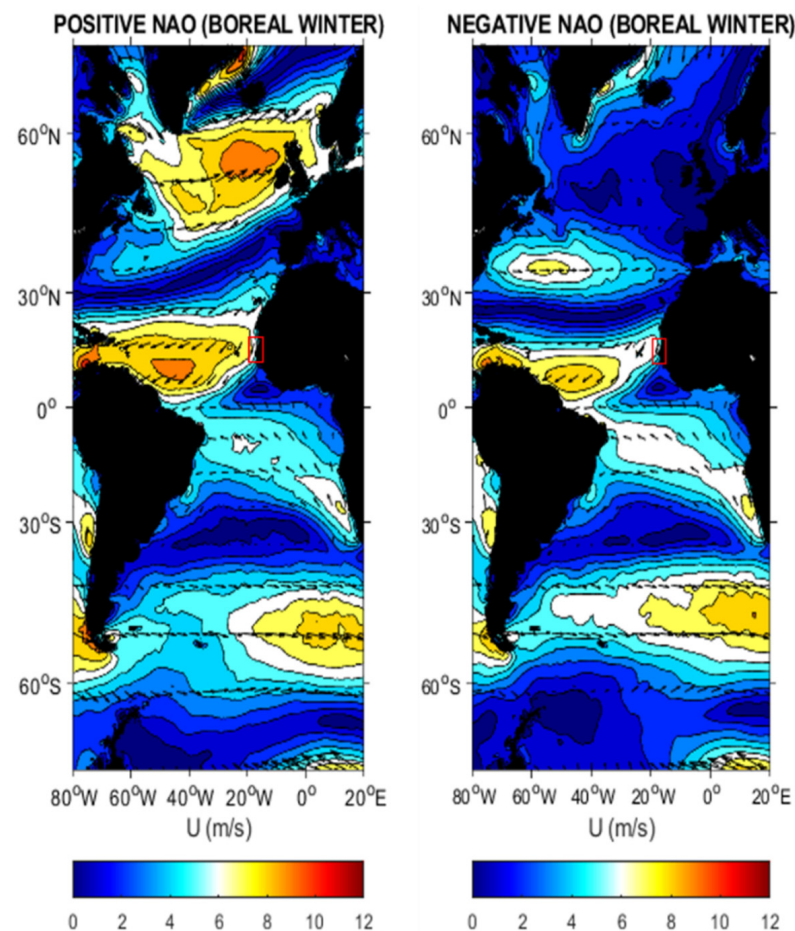 POSITIVE NAO (BOREAL WINTER)
60°N
30°N
0°
30°S
60°S
80°W 60°W 40°W 20°W 0° 20°E
U (m/s)
0 2 4 6 8 10 12
NEGATIVE NAO (BOREAL WINTER)
60°N
30°N
0°
30°S
60°S
80°W 60°W 40°W 20°W 0° 20°E
U (m/s)
0 2 4 6 8 10 12